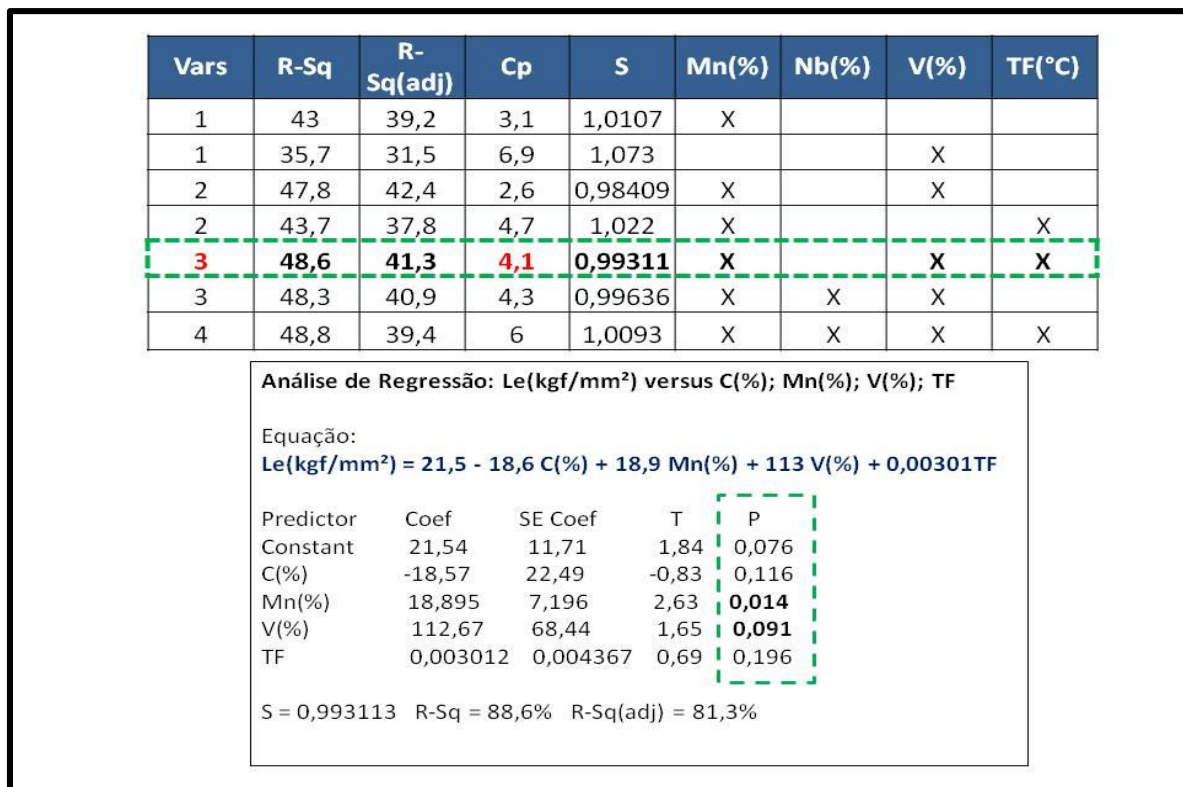 Vars R-Sq R-Sq(adj) Cp S Mn(%) Nb(%) V(%) TF(°C)
1 43 39,2 3,1 1,0107 X
1 35,7 31,5 6,9 1,073 X
2 47,8 42,4 2,6 0,98409 X X
2 43,7 37,8 4,7 1,022 X X
3 48,6 41,3 4,1 0,99311 X X X
3 48,3 40,9 4,3 0,99636 X X X
4 48,8 39,4 6 1,0093 X X X X
Análise de Regressão: Le(kgf/mm²) versus C(%); Mn(%); V(%); TF
Equação:
Le(kgf/mm²) = 21,5 - 18,6 C(%) + 18,9 Mn(%) + 113 V(%) + 0,00301TF
Predictor Coef SE Coef T P
Constant 21,54 11,71 1,84 0,076
C(%) -18,57 22,49 -0,83 0,116
Mn(%) 18,895 7,196 2,63 0,014
V(%) 112,67 68,44 1,65 0,091
TF 0,003012 0,004367 0,69 0,196
S = 0,993113 R-Sq = 88,6% R-Sq(adj) = 81,3%